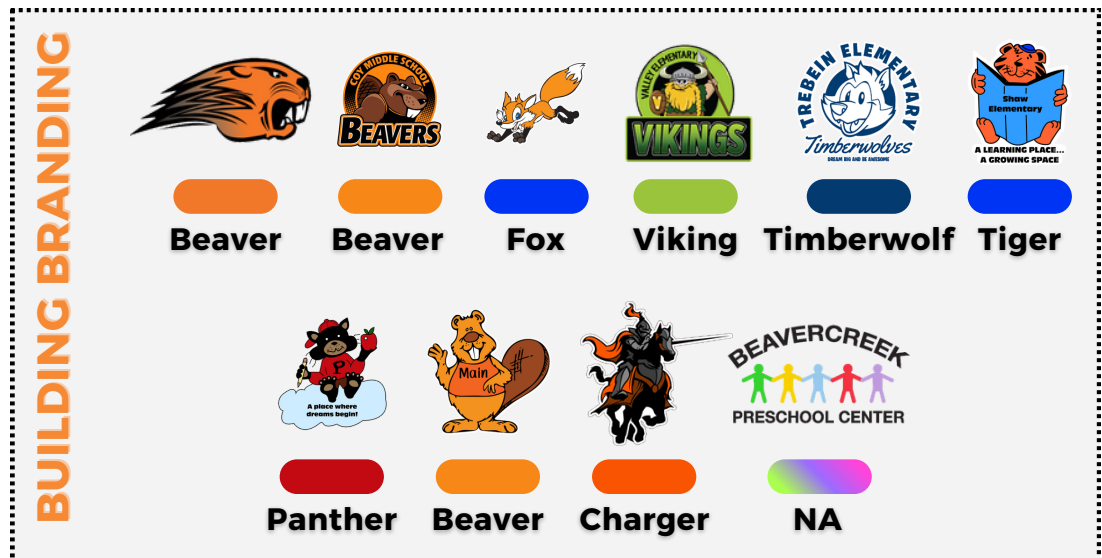 BUILDING BRANDING
COY MIDDLE SCHOOL
BEAVERS
VALLEY ELEMENTARY
V
VIKINGS
TREBEIN ELEMENTARY
Timberwolves
DREAM BIG AND BE AWESOME
Shaw
Elementary
A LEARNING PLACE...
A GROWING SPACE
Beaver
Beaver
Fox
Viking
Timberwolf
Tiger
P
A place where
dreams begin!
Main
BEAVERCREEK
PRESCHOOL CENTER
Panther
Beaver
Charger
NA